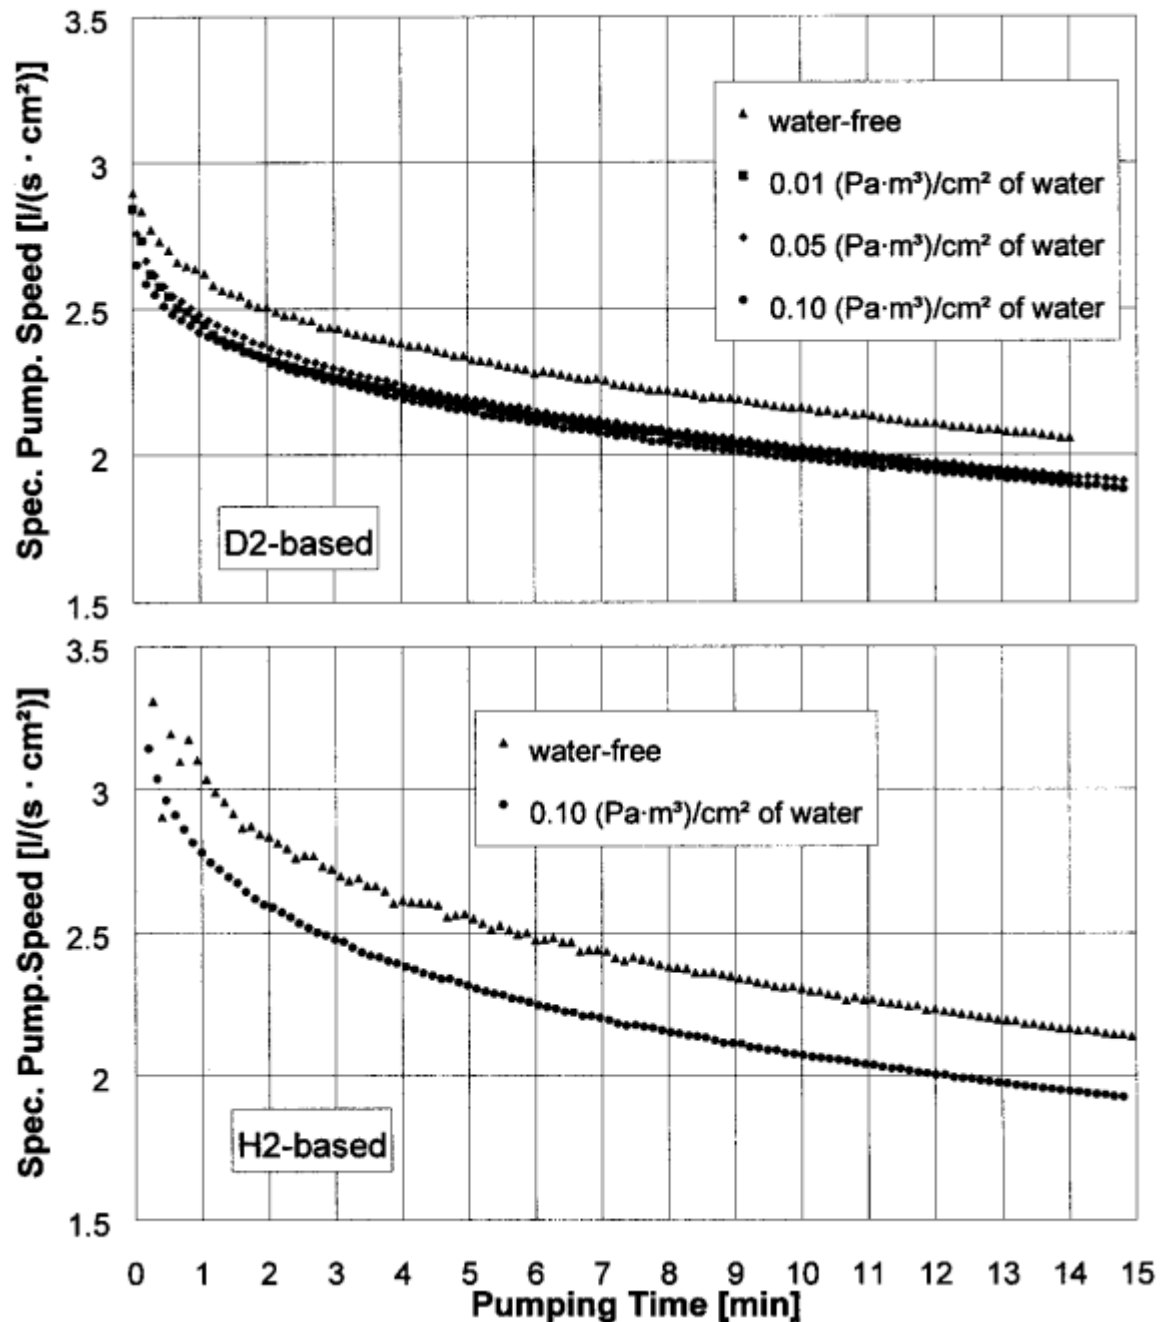 3.5
3
2.5
2
1.5
Spec. Pump. Speed [l/(s · cm²)]
water-free
0.01 (Pa·m³)/cm² of water
0.05 (Pa·m³)/cm² of water
0.10 (Pa·m³)/cm² of water
D2-based
3.5
3
2.5
2
1.5
Spec. Pump.Speed [l/(s · cm²)]
water-free
0.10 (Pa·m³)/cm² of water
H2-based
0 1 2 3 4 5 6 7 8 9 10 11 12 13 14 15
Pumping Time [min]